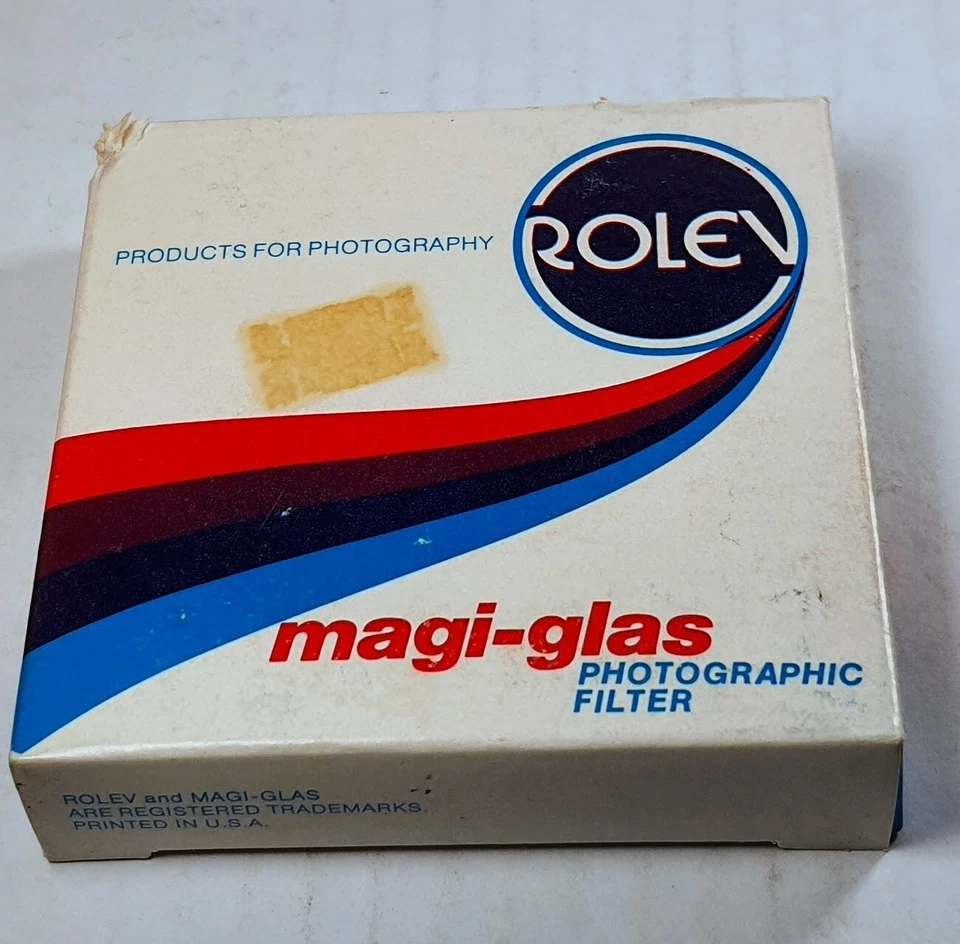 PRODUCTS FOR PHOTOGRAPHY
ROLEV
magi-glas
PHOTOGRAPHIC
FILTER
ROLEV and MAGI-GLAS
ARE REGISTERED TRADEMARKS.
PRINTED IN U.S.A.